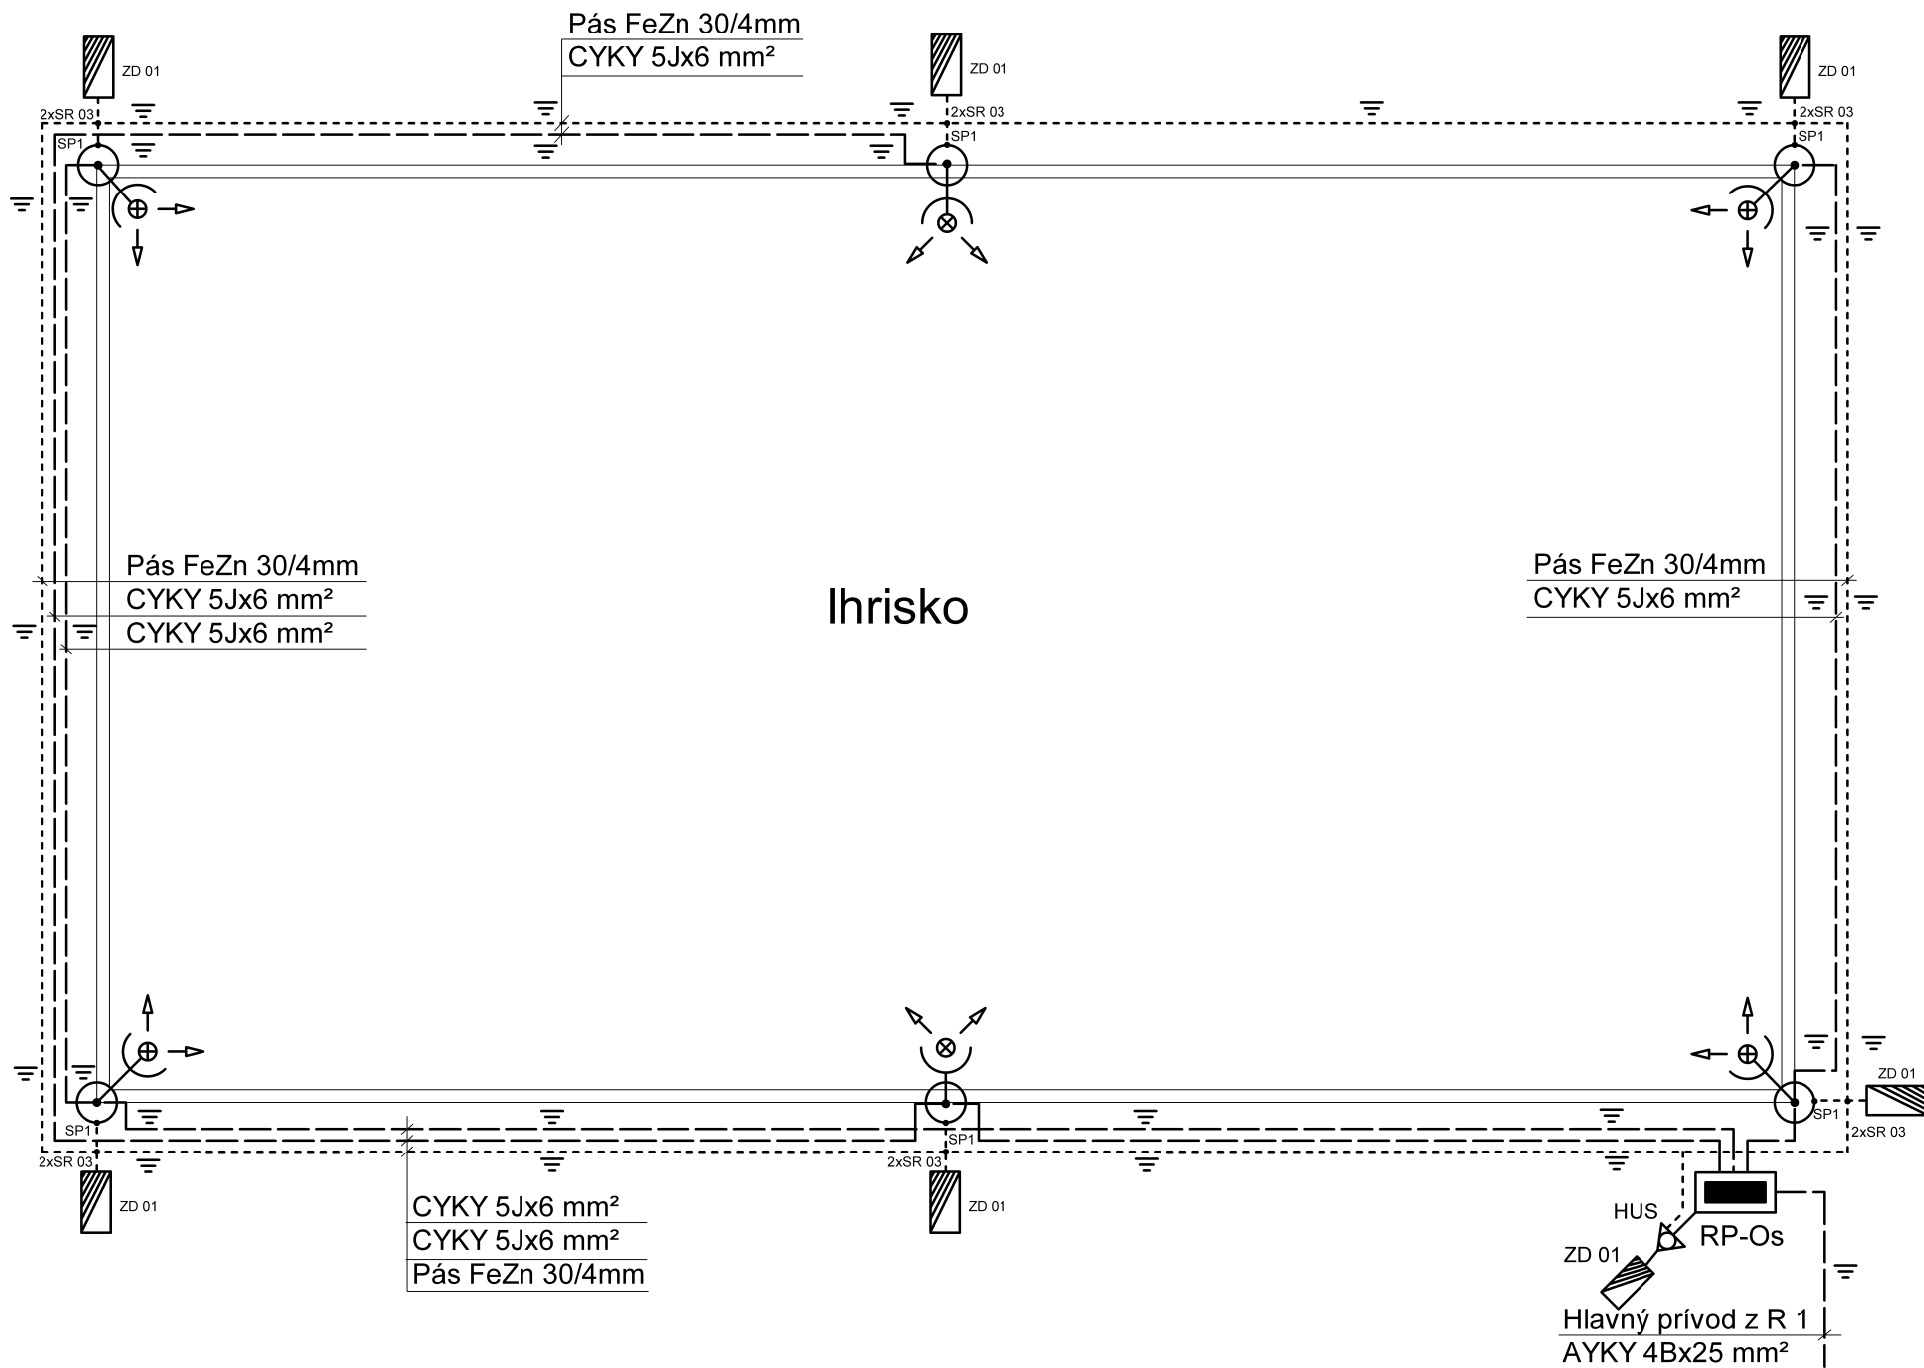 Pás FeZn 30/4mm
CYKY 5Jx6 mm²
ZD 01
ZD 01
ZD 01
2xSR 03
2xSR 03
2xSR 03
SP1
SP1
SP1
Pás FeZn 30/4mm
CYKY 5Jx6 mm²
CYKY 5Jx6 mm²
Ihrisko
Pás FeZn 30/4mm
CYKY 5Jx6 mm²
ZD 01
SP1
2xSR 03
SP1
2xSR 03
ZD 01
SP1
2xSR 03
ZD 01
CYKY 5Jx6 mm²
CYKY 5Jx6 mm²
Pás FeZn 30/4mm
HUS
RP-Os
ZD 01
Hlavný prívod z R 1
AYKY 4Bx25 mm²